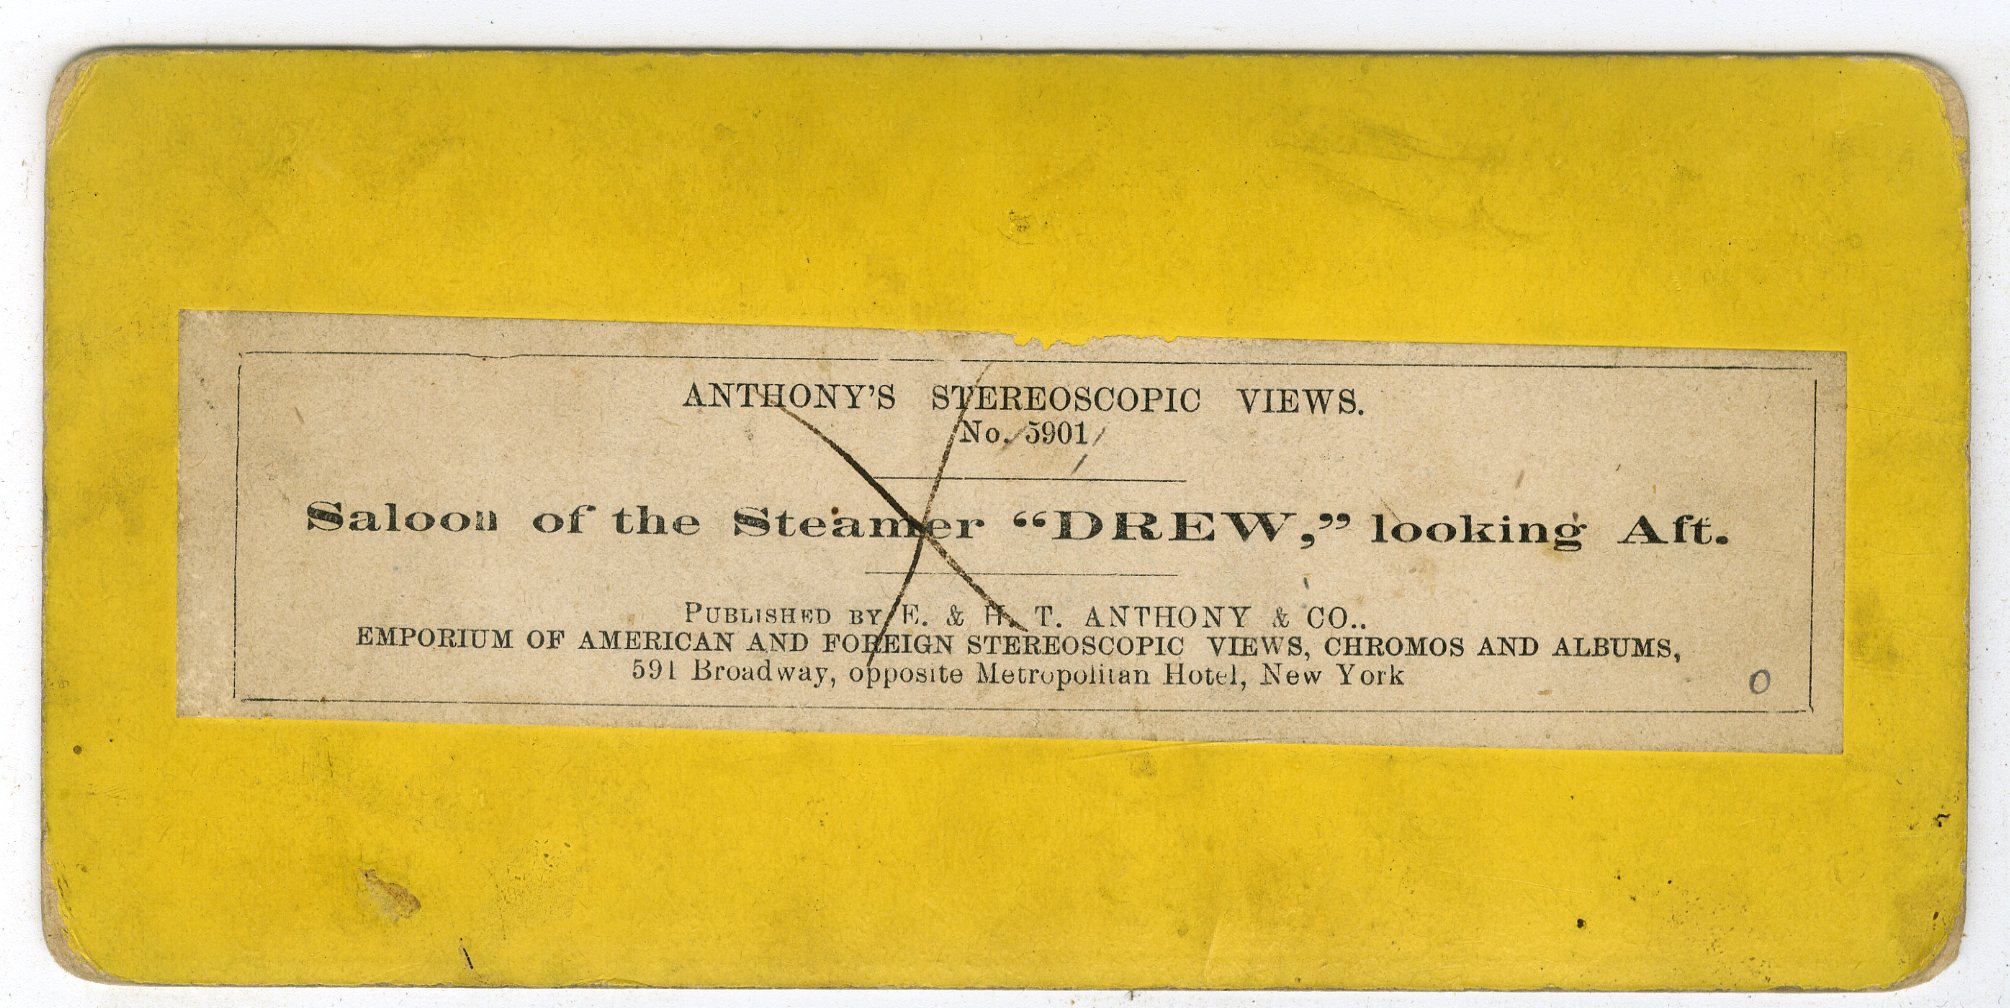 ANTHONY'S STEREOSCOPIC VIEWS.
No. 5901
Saloon of the Steamer “DREW,” looking Aft.
PUBLISHED BY E. & H. T. ANTHONY & CO..
EMPORIUM OF AMERICAN AND FOREIGN STEREOSCOPIC VIEWS, CHROMOS AND ALBUMS,
591 Broadway, opposite Metropolitan Hotel, New York
O